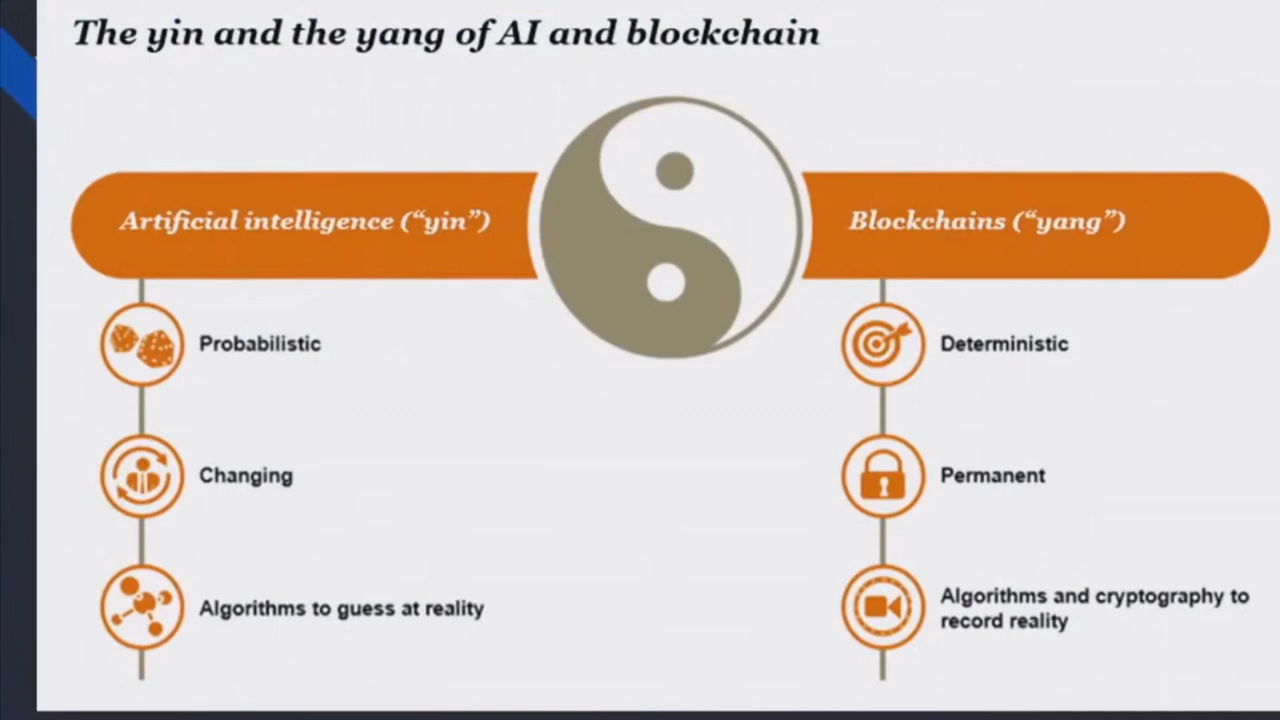 The yin and the yang of AI and blockchain
Artificial intelligence (“yin”)
Probabilistic
Changing
Algorithms to guess at reality
Blockchains (“yang”)
Deterministic
Permanent
Algorithms and cryptography to
record reality